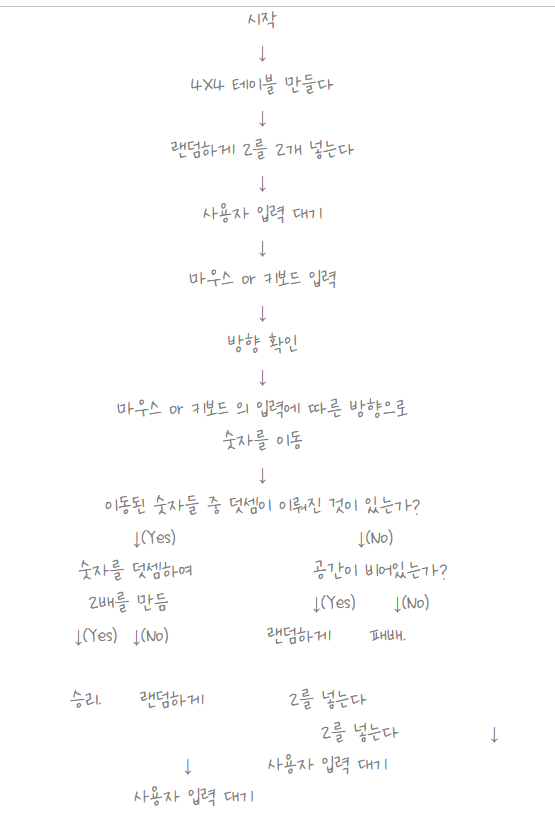 시작
↓
4X4 테이블 만들다
↓
랜덤하게 2를 2개 넣는다
↓
사용자 입력 대기
↓
마우스 or 키보드 입력
↓
방향 확인
↓
마우스 or 키보드 의 입력에 따른 방향으로
숫자를 이동
↓
이동된 숫자들 중 덧셈이 이뤄진 것이 있는가?
↓(Yes) ↓(No)
숫자를 덧셈하여 공간이 비어있는가?
2배를 만듬 ↓(Yes) ↓(No)
↓(Yes) ↓(No) 랜덤하게 패배.
승리. 랜덤하게 2를 넣는다
2를 넣는다 ↓
↓ 사용자 입력 대기
사용자 입력 대기